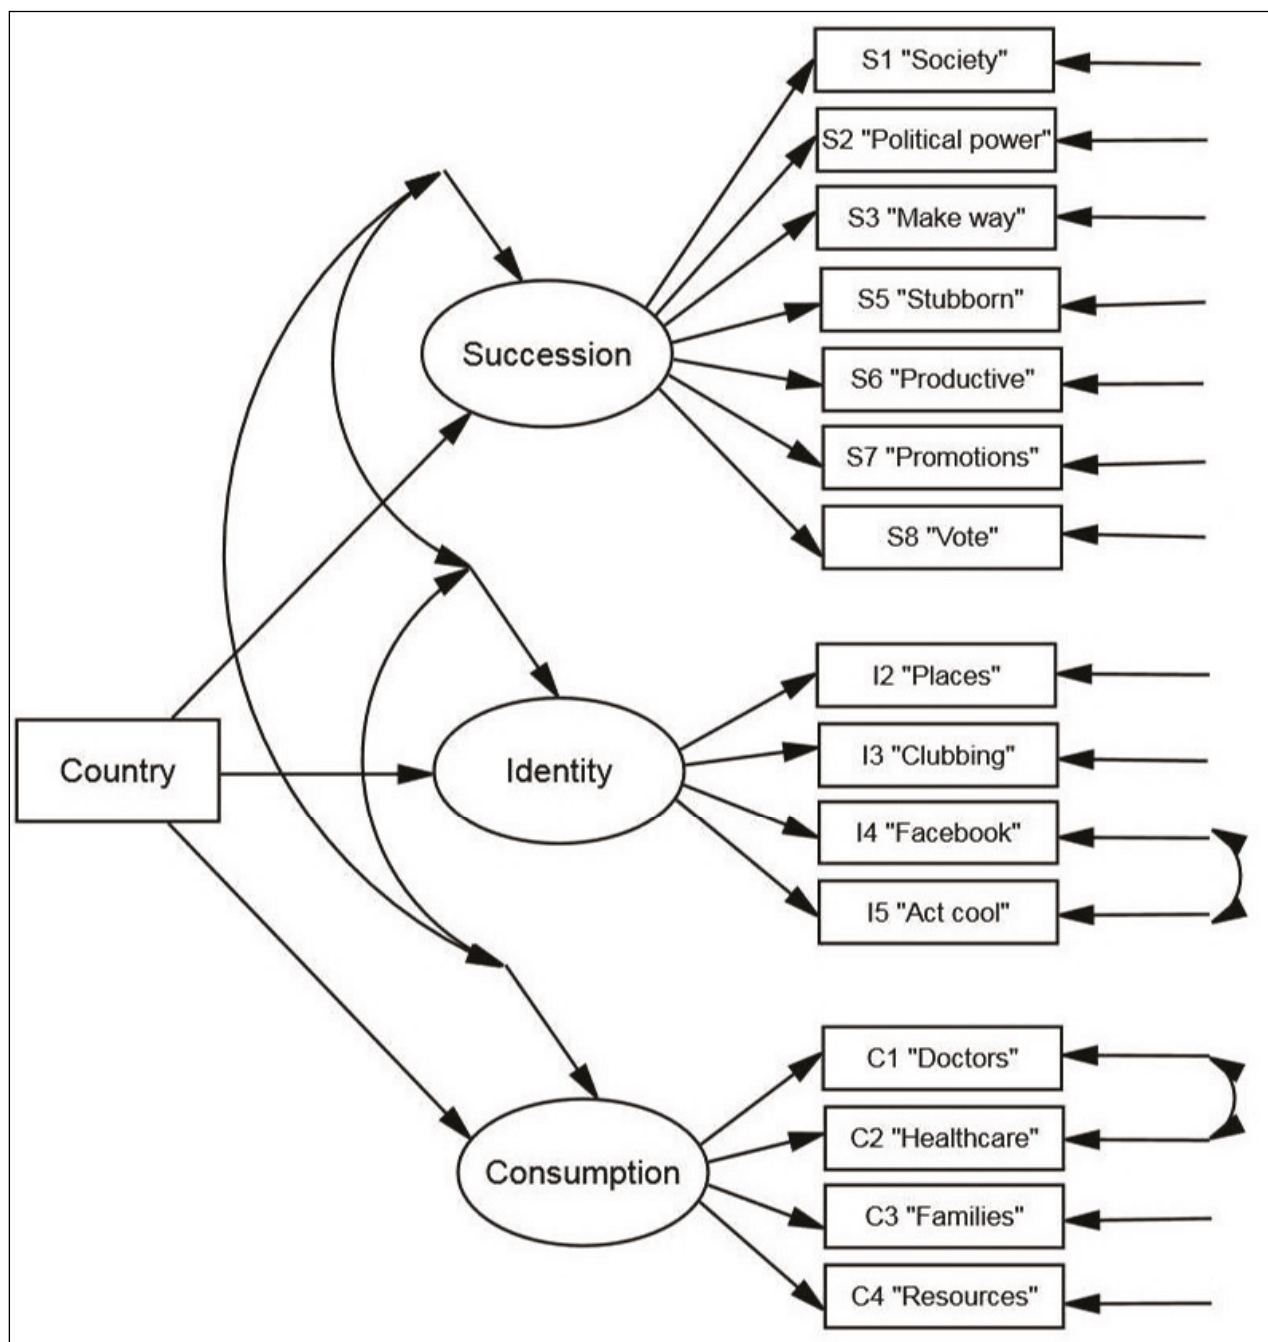 S1 "Society"
S2 "Political power"
S3 "Make way"
S5 "Stubborn"
Succession
S6 "Productive"
S7 "Promotions"
S8 "Vote"
I2 "Places"
I3 "Clubbing"
Country
Identity
I4 "Facebook"
I5 "Act cool"
C1 "Doctors"
C2 "Healthcare"
Consumption
C3 "Families"
C4 "Resources"